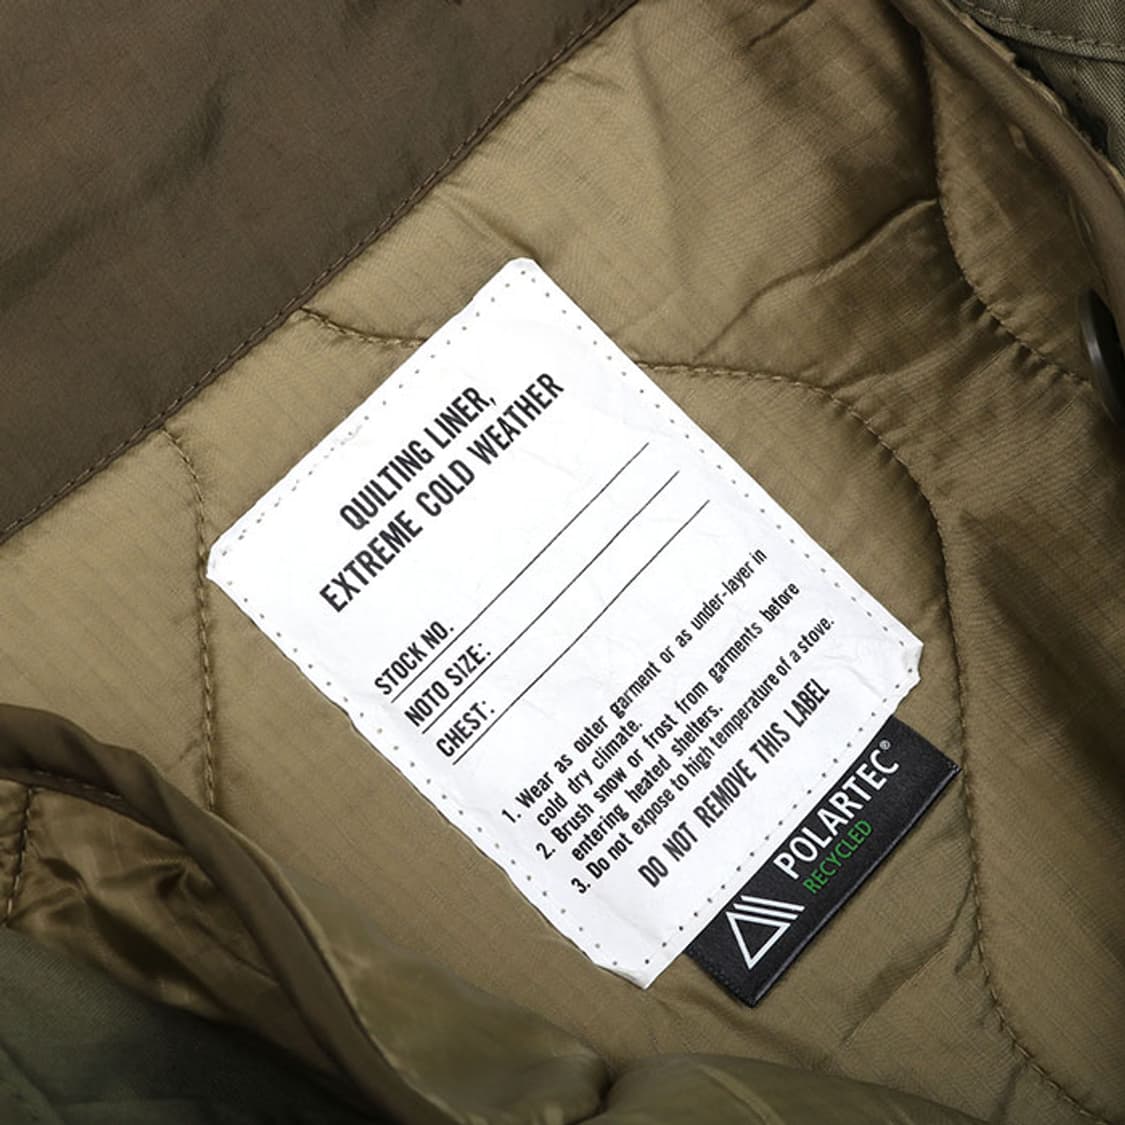 QUILTING LINER,
EXTREME COLD WEATHER
STOCK NO.
NOTO SIZE:
CHEST:
1. Wear as outer garment or as under-layer in
cold dry climate.
2. Brush snow or frost from garments before
entering heated shelters.
3. Do not expose to high temperature of a stove.
DO NOT REMOVE THIS LABEL
POLARTEC®
RECYCLED